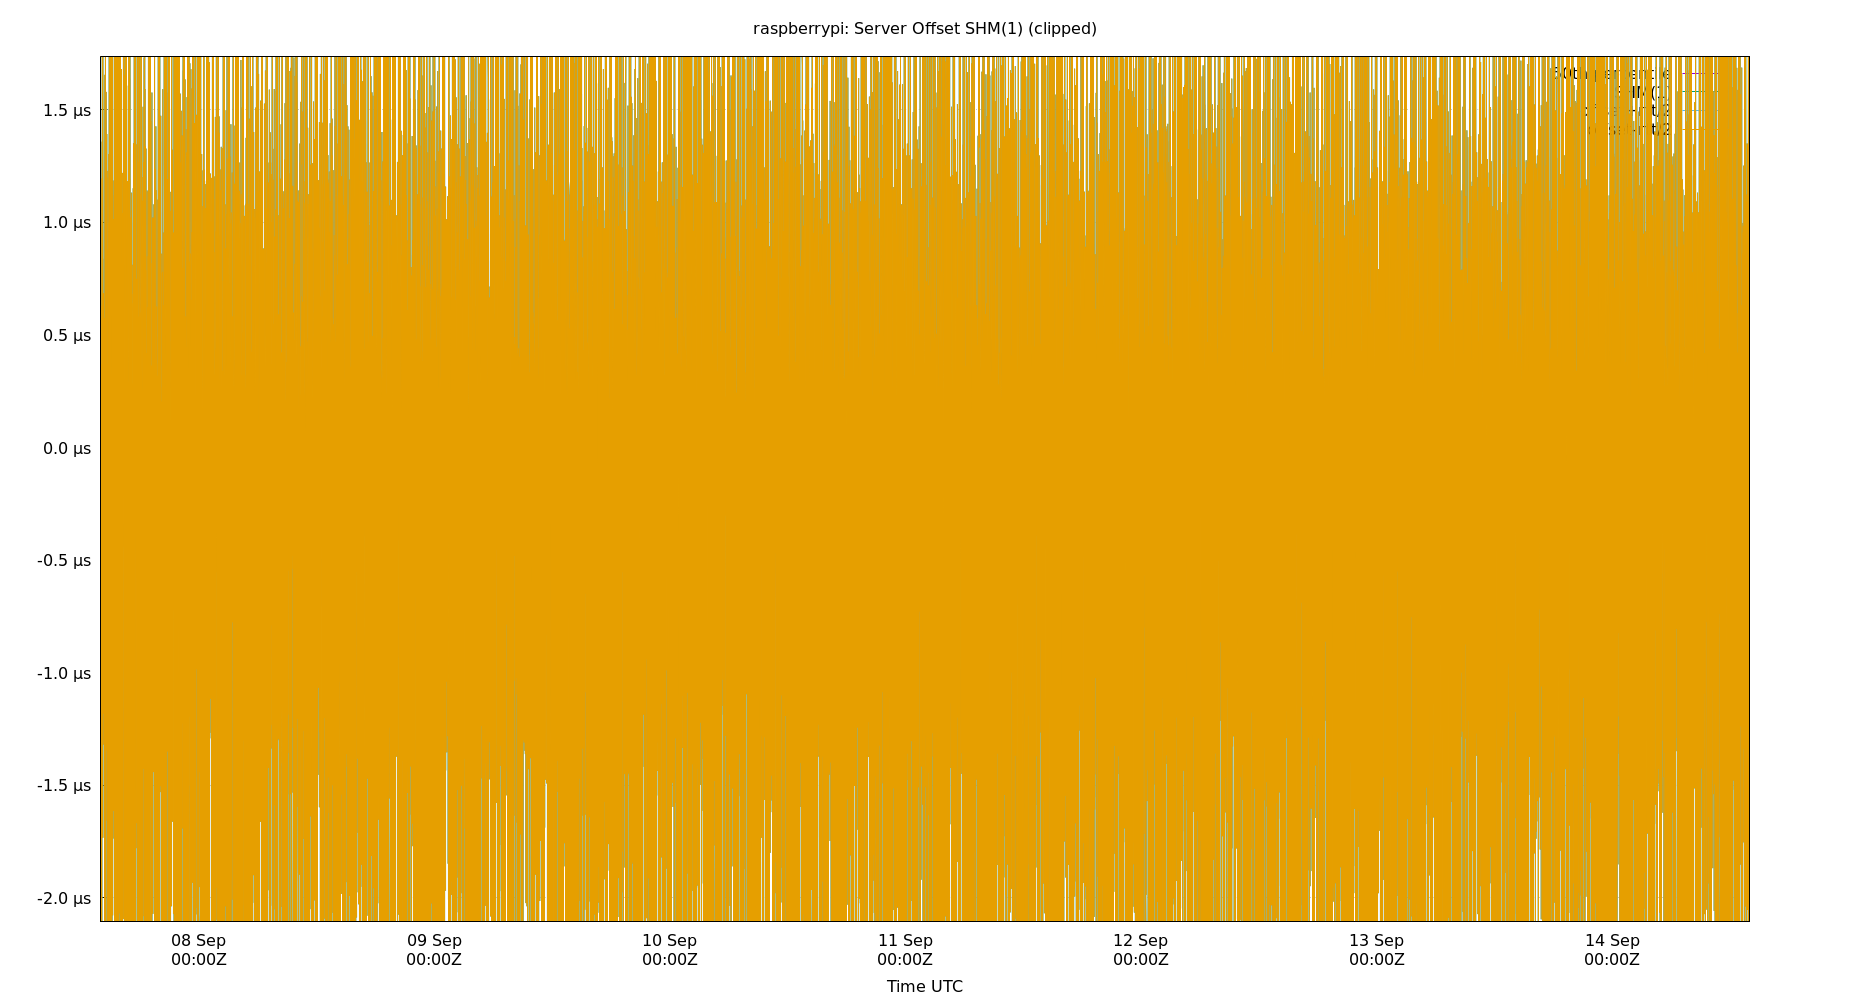 raspberrypi: Server Offset SHM(1) (clipped)
1.5 µs
1.0 µs
0.5 µs
0.0 µs
-0.5 µs
-1.0 µs
-1.5 µs
-2.0 µs
08 Sep 09 Sep 10 Sep 11 Sep 12 Sep 13 Sep 14 Sep
00:00Z 00:00Z 00:00Z 00:00Z 00:00Z 00:00Z 00:00Z
Time UTC